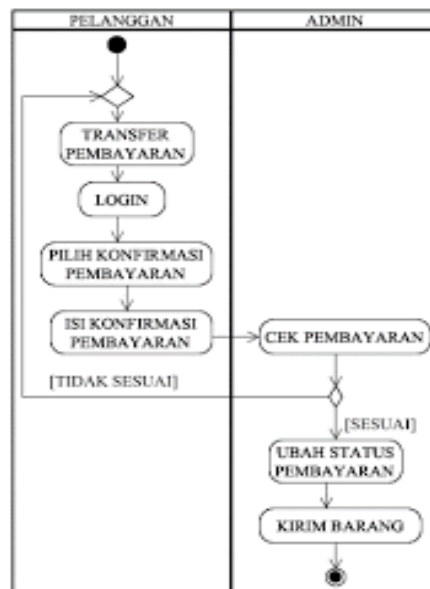 PELANGGAN
ADMIN
TRANSFER
PEMBAYARAN
LOGIN
PILIH KONFIRMASI
PEMBAYARAN
ISI KONFIRMASI
PEMBAYARAN
CEK PEMBAYARAN
[TIDAK SESUAI]
[SESUAI]
UBAH STATUS
PEMBAYARAN
KIRIM BARANG